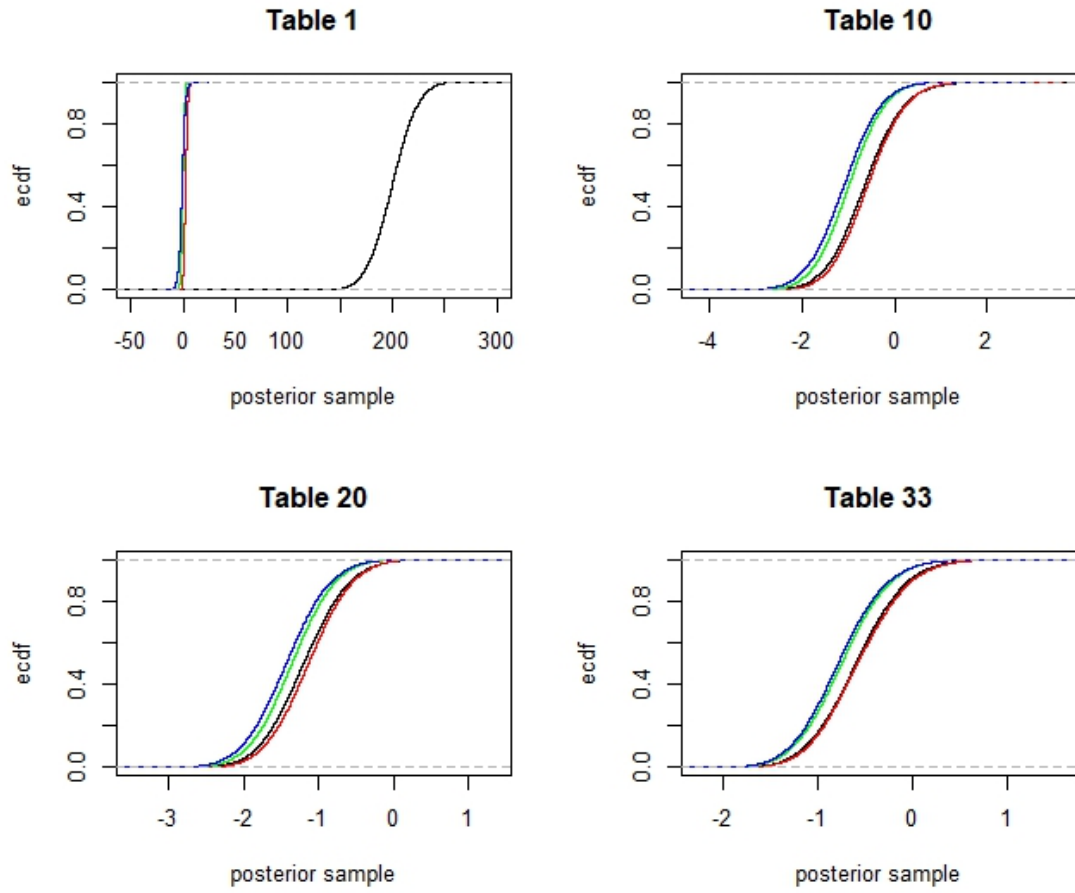 Table 1
ecdf
0.0 0.4 0.8
-50 0 50 100 200 300
posterior sample
Table 10
ecdf
0.0 0.4 0.8
-4 -2 0 2
posterior sample
Table 20
ecdf
0.0 0.4 0.8
-3 -2 -1 0 1
posterior sample
Table 33
ecdf
0.0 0.4 0.8
-2 -1 0 1
posterior sample